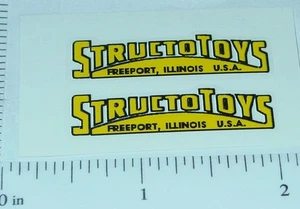 STRUCTOTOYS
FREEPORT, ILLINOIS U.S.A.
STRUCTOTOYS
FREEPORT, ILLINOIS U.S.A.
0 in 1 2